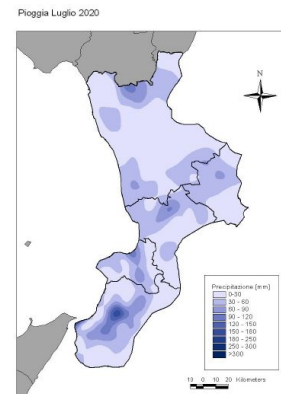 Pioggia Luglio 2020
N
Precipitazione [mm]
0-30
30 - 60
60 - 90
90 - 120
120 - 150
150 - 180
180 - 250
250 - 300
>300
10 0 10 20 Kilometers